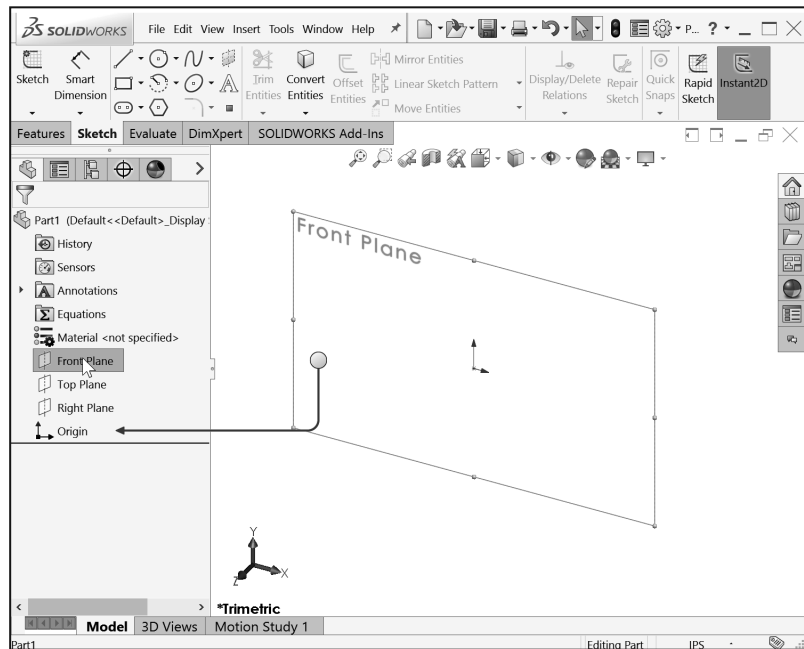 SOLIDWORKS File Edit View Insert Tools Window Help P... ?
Sketch Smart Dimension Trim Entities Convert Entities Offset Entities Mirror Entities Display/Delete Relations Repair Sketch Quick Snaps Rapid Sketch Instant2D
Linear Sketch Pattern
Move Entities
Features Sketch Evaluate DimXpert SOLIDWORKS Add-Ins
Part1 (Default<<Default>_Display
History
Sensors
Annotations
Equations
Material <not specified>
Front Plane
Top Plane
Right Plane
Origin
Front Plane
Y
X
Z
*Trimetric
Model 3D Views Motion Study 1
Part1 Editing Part IPS -